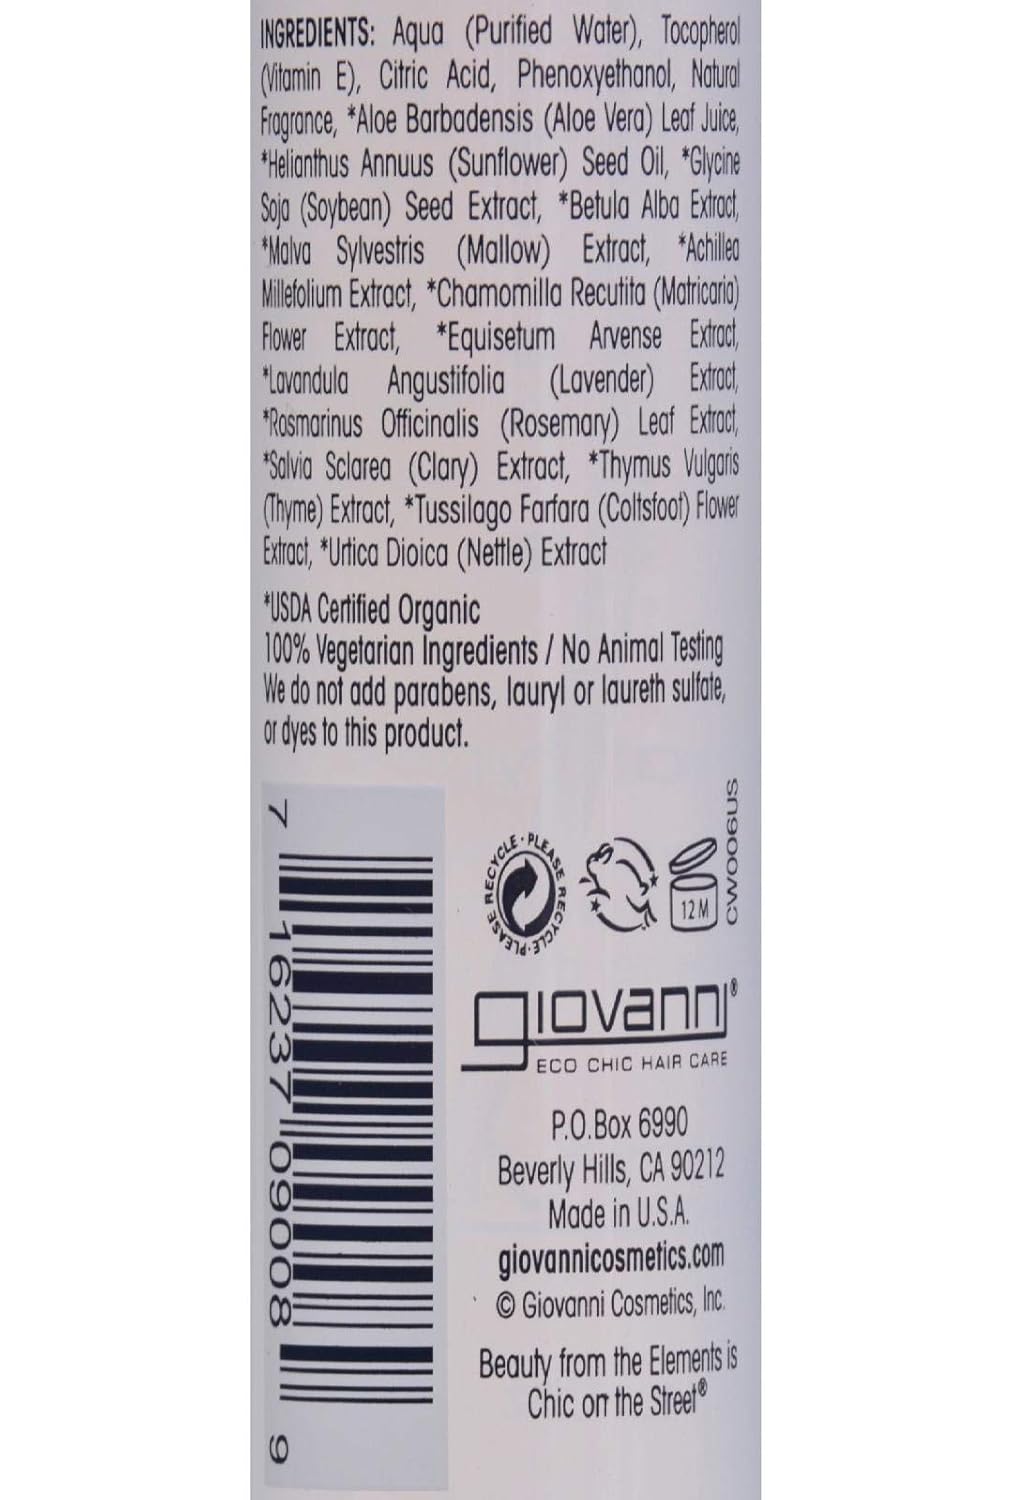 INGREDIENTS: Aqua (Purified Water), Tocopherol
(Vitamin E), Citric Acid, Phenoxyethanol, Natural
Fragrance, *Aloe Barbadensis (Aloe Vera) Leaf Juice,
*Helianthus Annuus (Sunflower) Seed Oil, *Glycine
Soja (Soybean) Seed Extract, *Betula Alba Extract,
*Malva Sylvestris (Mallow) Extract, *Achillea
Millefolium Extract, *Chamomilla Recutita (Matricaria)
Flower Extract, *Equisetum Arvense Extract,
*Lavandula Angustifolia (Lavender) Extract,
*Rosmarinus Officinalis (Rosemary) Leaf Extract,
*Salvia Sclarea (Clary) Extract, *Thymus Vulgaris
(Thyme) Extract, *Tussilago Farfara (Coltsfoot) Flower
Extract, *Urtica Dioica (Nettle) Extract
*USDA Certified Organic
100% Vegetarian Ingredients / No Animal Testing
We do not add parabens, lauryl or laureth sulfate,
or dyes to this product.
7 16237 09008 9
PLEASE RECYCLE · PLEASE RECYCLE ·
12 M
CW006US
giovanni®
ECO CHIC HAIR CARE
P.O. Box 6990
Beverly Hills, CA 90212
Made in U.S.A.
giovannicosmetics.com
© Giovanni Cosmetics, Inc.
Beauty from the Elements is
Chic on the Street®